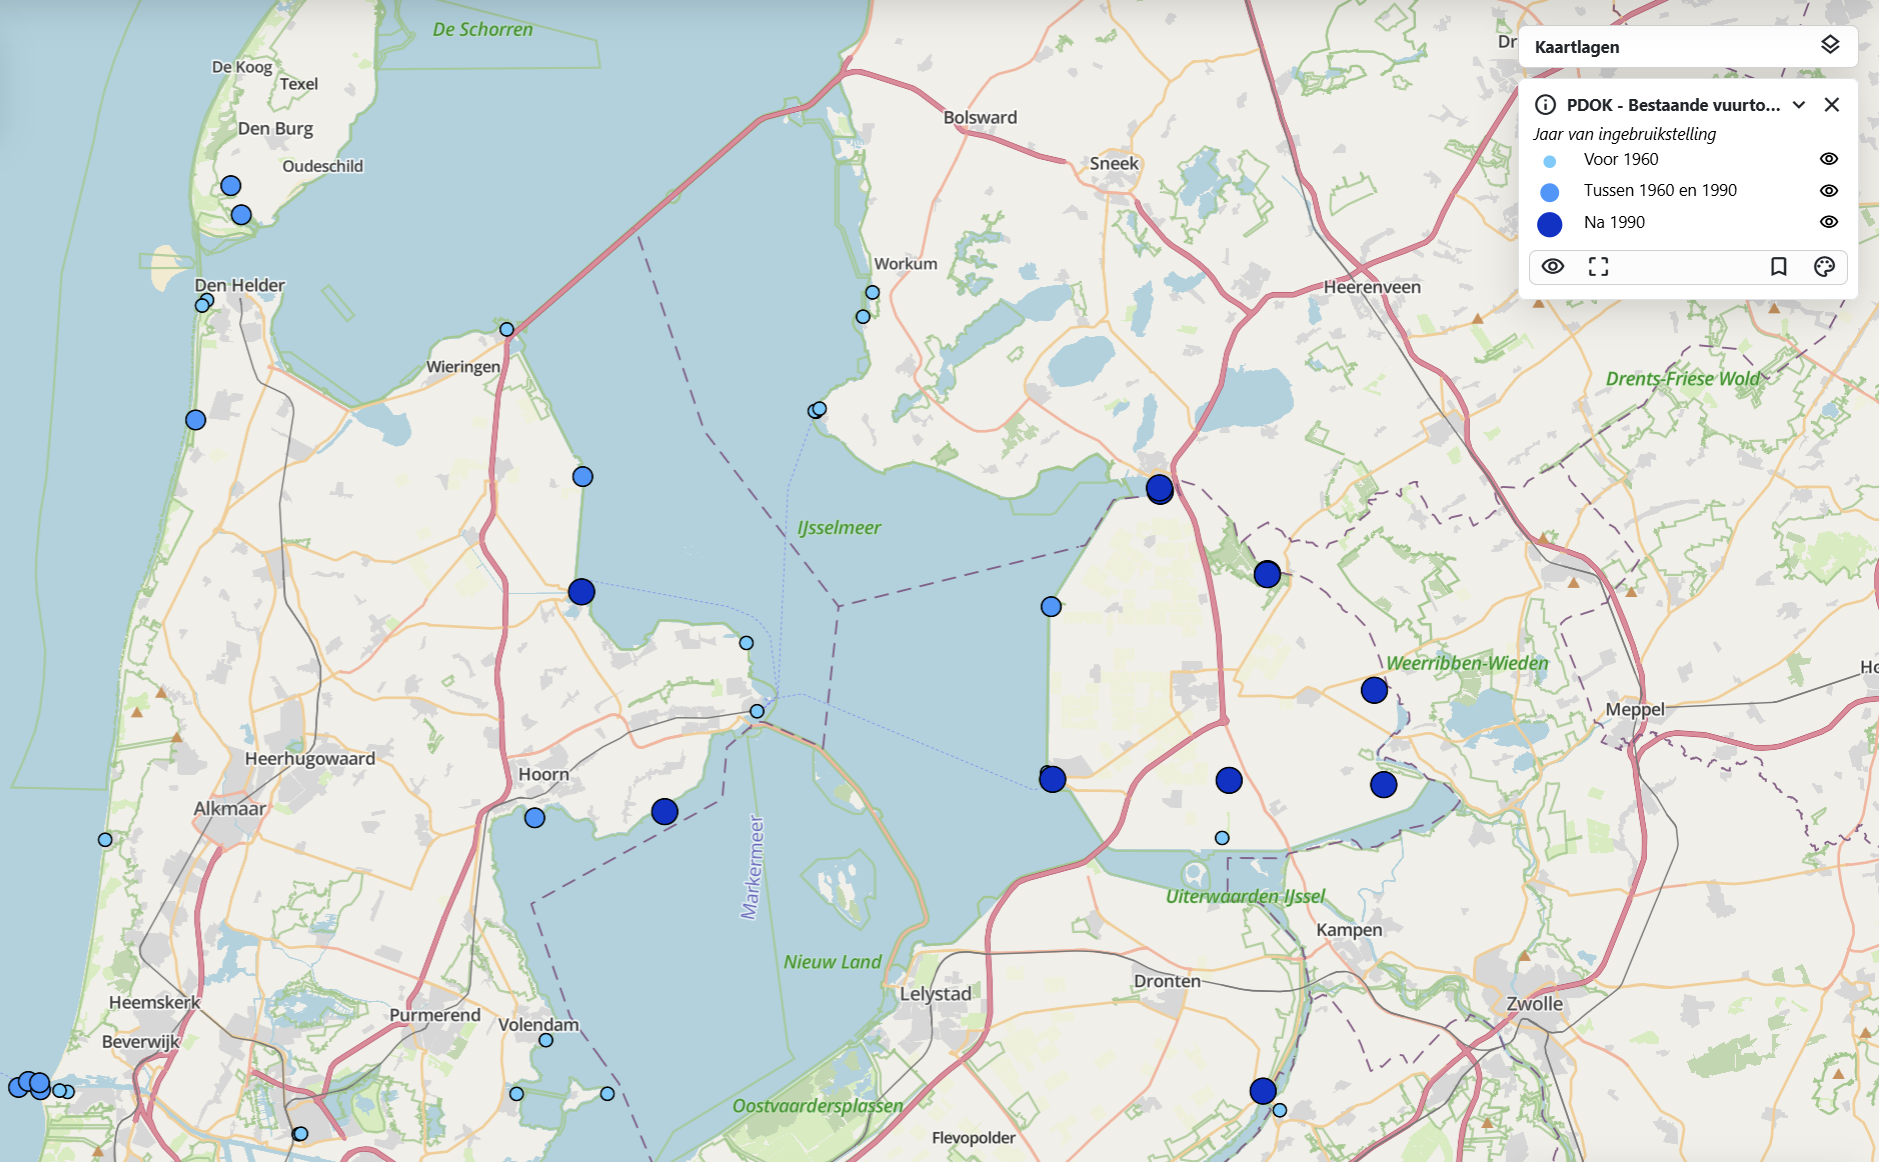 De Schorren
De Koog
Texel
Den Burg
Oudeschild
Bolsward
Sneek
Dr
Kaartlagen
PDOK - Bestaande vuurto...
Jaar van ingebruikstelling
Voor 1960
Tussen 1960 en 1990
Na 1990
Den Helder
Workum
Heerenveen
Wieringen
Drents-Friese Wold
IJsselmeer
Weerribben-Wieden
Ho
Meppel
Heerhugowaard
Hoorn
Alkmaar
Markermeer
Uiterwaarden IJssel
Kampen
Nieuw Land
Lelystad
Dronten
Zwolle
Heemskerk
Purmerend
Volendam
Beverwijk
Oostvaardersplassen
Flevopolder